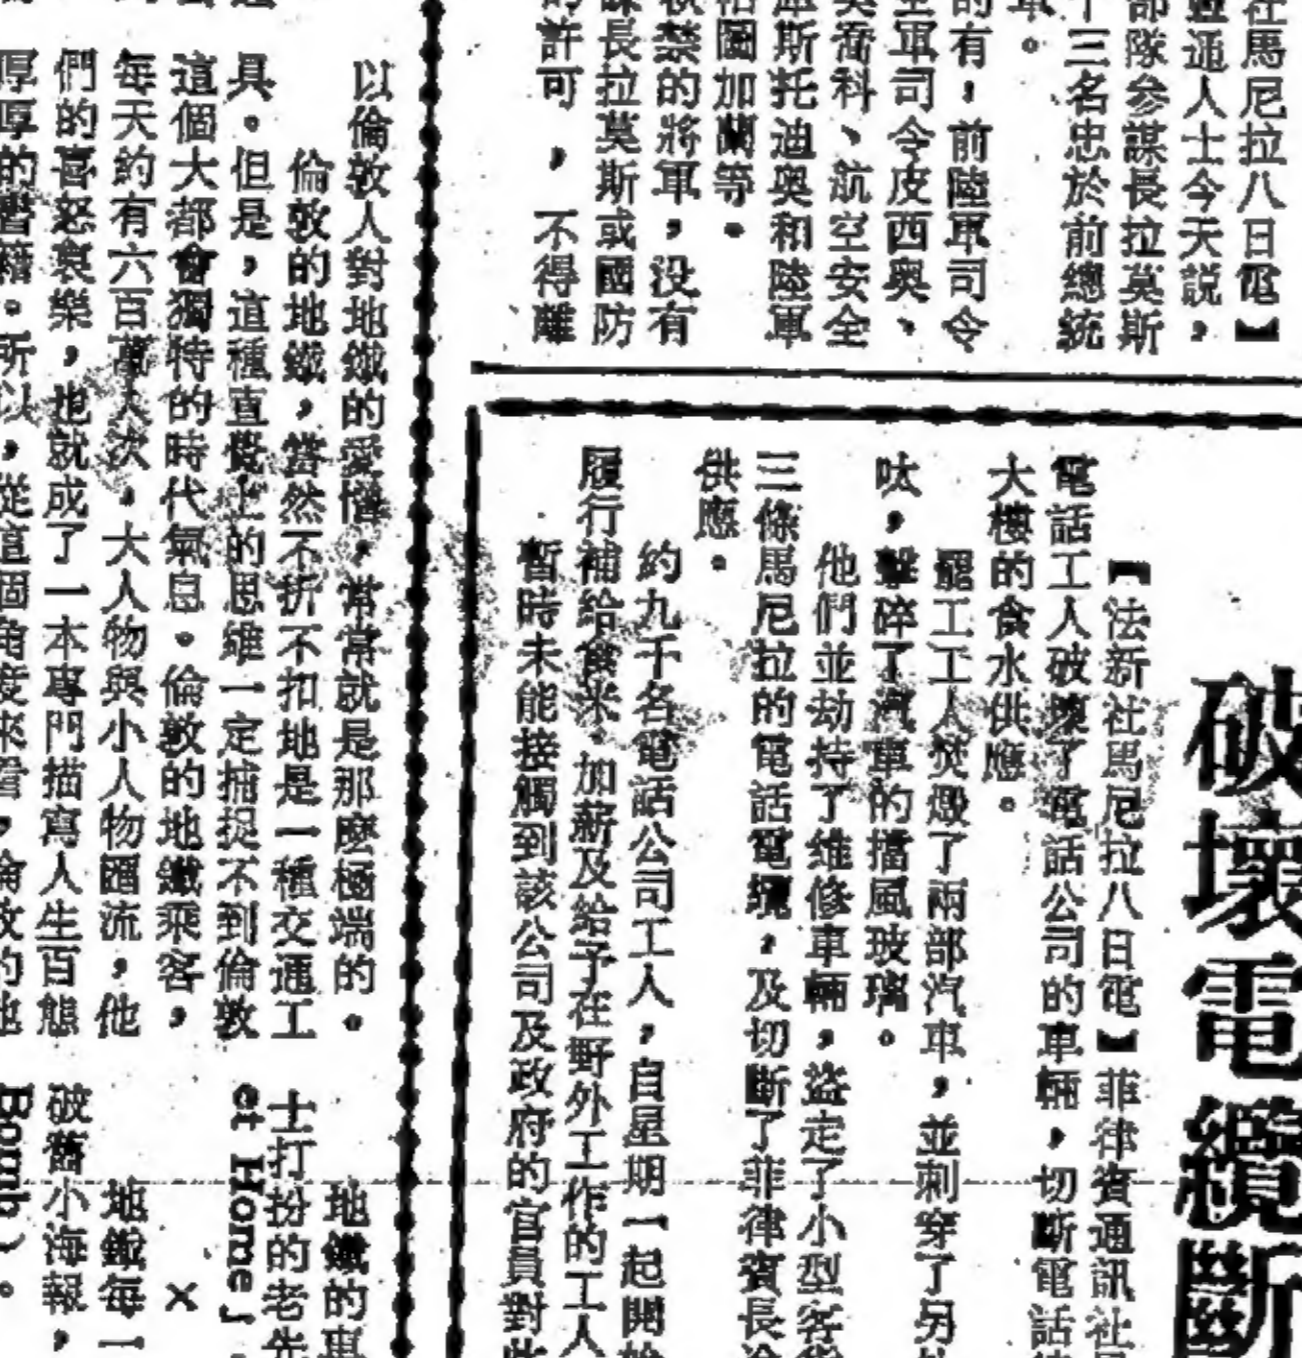 社馬尼拉八日電】
遜人士今天説，
部隊參謀長拉莫斯
十三名忠於前總統
軍。
的有，前陸軍司令
軍司令皮西奥、
喬科、航空安全
斯托迪奥和陸軍
圖加蘭等。
禁的將軍，没有
謀長拉莫斯或國防
的許可，不得離
破壞電纜斷
【法新社馬尼拉八日電】菲律賓通訊社
電話工人破壞了電話公司的車輛，切斷電話
大樓的食水供應。
罷工工人焚燬了兩部汽車，並刺穿了另
呔，擊碎了汽車的擋風玻璃。
他們並劫持了维修車輛，盜走了小型客
三條馬尼拉的電話電纜，及切斷了菲律賓長
供應。
約九千名電話公司工人，自星期一起開始
履行補給食米、加薪及給予在野外工作的工人
暫時未能接觸到該公司及政府的官員對此
以倫敦人對地鐵的愛憎，常常就是那麽極端的。
倫敦的地鐵，當然不折不扣地是一種交通工
具。但是，這種直覺上的思維一定捕捉不到倫敦
這個大都會獨特的時代氣息。倫敦的地鐵乘客，
每天約有六百萬人次。大人物與小人物匯流，他
們的喜怒哀樂，也就成了一本專門描寫人生百態
厚厚的書籍。所以，從這個角度來看，倫敦的地
地鐵的車
士打扮的老先
et Home」
×
地鐵每一
破舊小海報，
Bomb）。